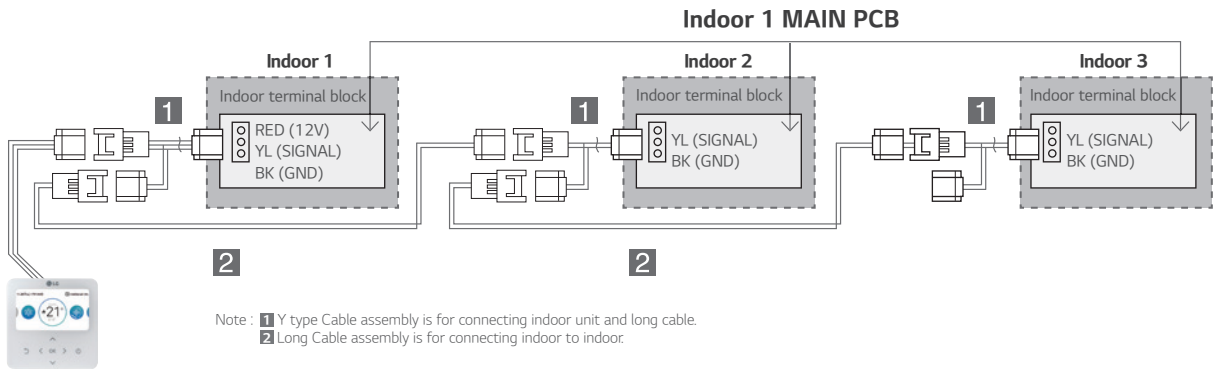 Indoor 1 MAIN PCB
Indoor 1
Indoor 2
Indoor 3
Indoor terminal block
Indoor terminal block
Indoor terminal block
1
1
1
RED (12V)
YL (SIGNAL)
BK (GND)
YL (SIGNAL)
BK (GND)
YL (SIGNAL)
BK (GND)
2
2
LG
21°
OK
Note : 1 Y type Cable assembly is for connecting indoor unit and long cable.
2 Long Cable assembly is for connecting indoor to indoor.